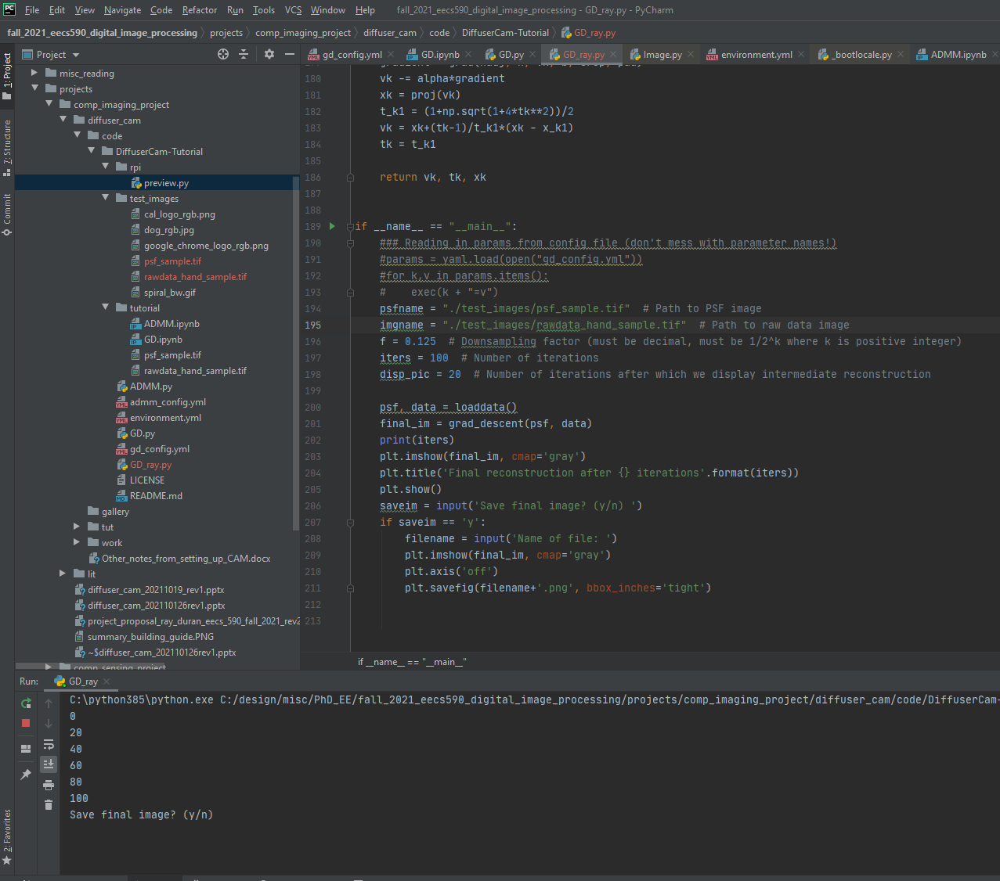 PC File Edit View Navigate Code Refactor Run Tools VCS Window Help fall_2021_eecs590_digital_image_processing - GD_ray.py - PyCharm
fall_2021_eecs590_digital_image_processing projects comp_imaging_project diffuser_cam code DiffuserCam-Tutorial GD_ray.py
1: Project
7: Structure
Commit
2: Favorites
Project
misc_reading
projects
comp_imaging_project
diffuser_cam
code
DiffuserCam-Tutorial
rpi
preview.py
test_images
cal_logo_rgb.png
dog_rgb.jpg
google_chrome_logo_rgb.png
psf_sample.tif
rawdata_hand_sample.tif
spiral_bw.gif
tutorial
ADMM.ipynb
GD.ipynb
psf_sample.tif
rawdata_hand_sample.tif
ADMM.py
admm_config.yml
environment.yml
GD.py
gd_config.yml
GD_ray.py
LICENSE
README.md
gallery
tut
work
Other_notes_from_setting_up_CAM.docx
lit
diffuser_cam_20211019_rev1.pptx
diffuser_cam_202110126rev1.pptx
project_proposal_ray_duran_eecs_590_fall_2021_rev2
summary_building_guide.PNG
~$diffuser_cam_202110126rev1.pptx
comp_sensing_project
gd_config.yml GD.ipynb GD.py GD_ray.py Image.py environment.yml _bootlocale.py ADMM.ipynb
180 vk -= alpha*gradient
181 xk = proj(vk)
182 t_k1 = (1+np.sqrt(1+4*tk**2))/2
183 vk = xk+(tk-1)/t_k1*(xk - x_k1)
184 tk = t_k1
185
186 return vk, tk, xk
187
188
189 if __name__ == "__main__":
190 ### Reading in params from config file (don't mess with parameter names!)
191 #params = yaml.load(open("gd_config.yml"))
192 #for k,v in params.items():
193 # exec(k + "=v")
194 psfname = "./test_images/psf_sample.tif" # Path to PSF image
195 imgname = "./test_images/rawdata_hand_sample.tif" # Path to raw data image
196 f = 0.125 # Downsampling factor (must be decimal, must be 1/2^k where k is positive integer)
197 iters = 100 # Number of iterations
198 disp_pic = 20 # Number of iterations after which we display intermediate reconstruction
199
200 psf, data = loaddata()
201 final_im = grad_descent(psf, data)
202 print(iters)
203 plt.imshow(final_im, cmap='gray')
204 plt.title('Final reconstruction after {} iterations'.format(iters))
205 plt.show()
206 saveim = input('Save final image? (y/n) ')
207 if saveim == 'y':
208 filename = input('Name of file: ')
209 plt.imshow(final_im, cmap='gray')
210 plt.axis('off')
211 plt.savefig(filename+'.png', bbox_inches='tight')
212
213
if __name__ == "__main__"
Run: GD_ray
C:\python385\python.exe C:/design/misc/PhD_EE/fall_2021_eecs590_digital_image_processing/projects/comp_imaging_project/diffuser_cam/code/DiffuserCam-
0
20
40
60
80
100
Save final image? (y/n)